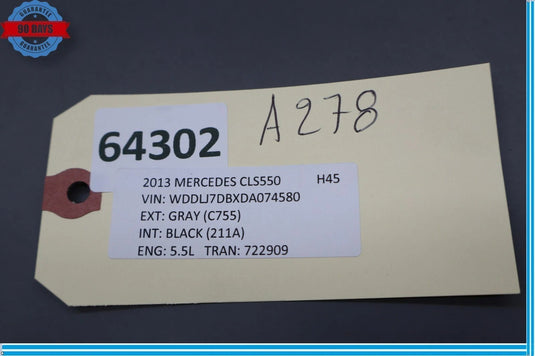 GUARANTEE
90 DAYS
GUARANTEE
A278
64302
2013 MERCEDES CLS550 H45
VIN: WDDLJ7DBXDA074580
EXT: GRAY (C755)
INT: BLACK (211A)
ENG: 5.5L TRAN: 722909